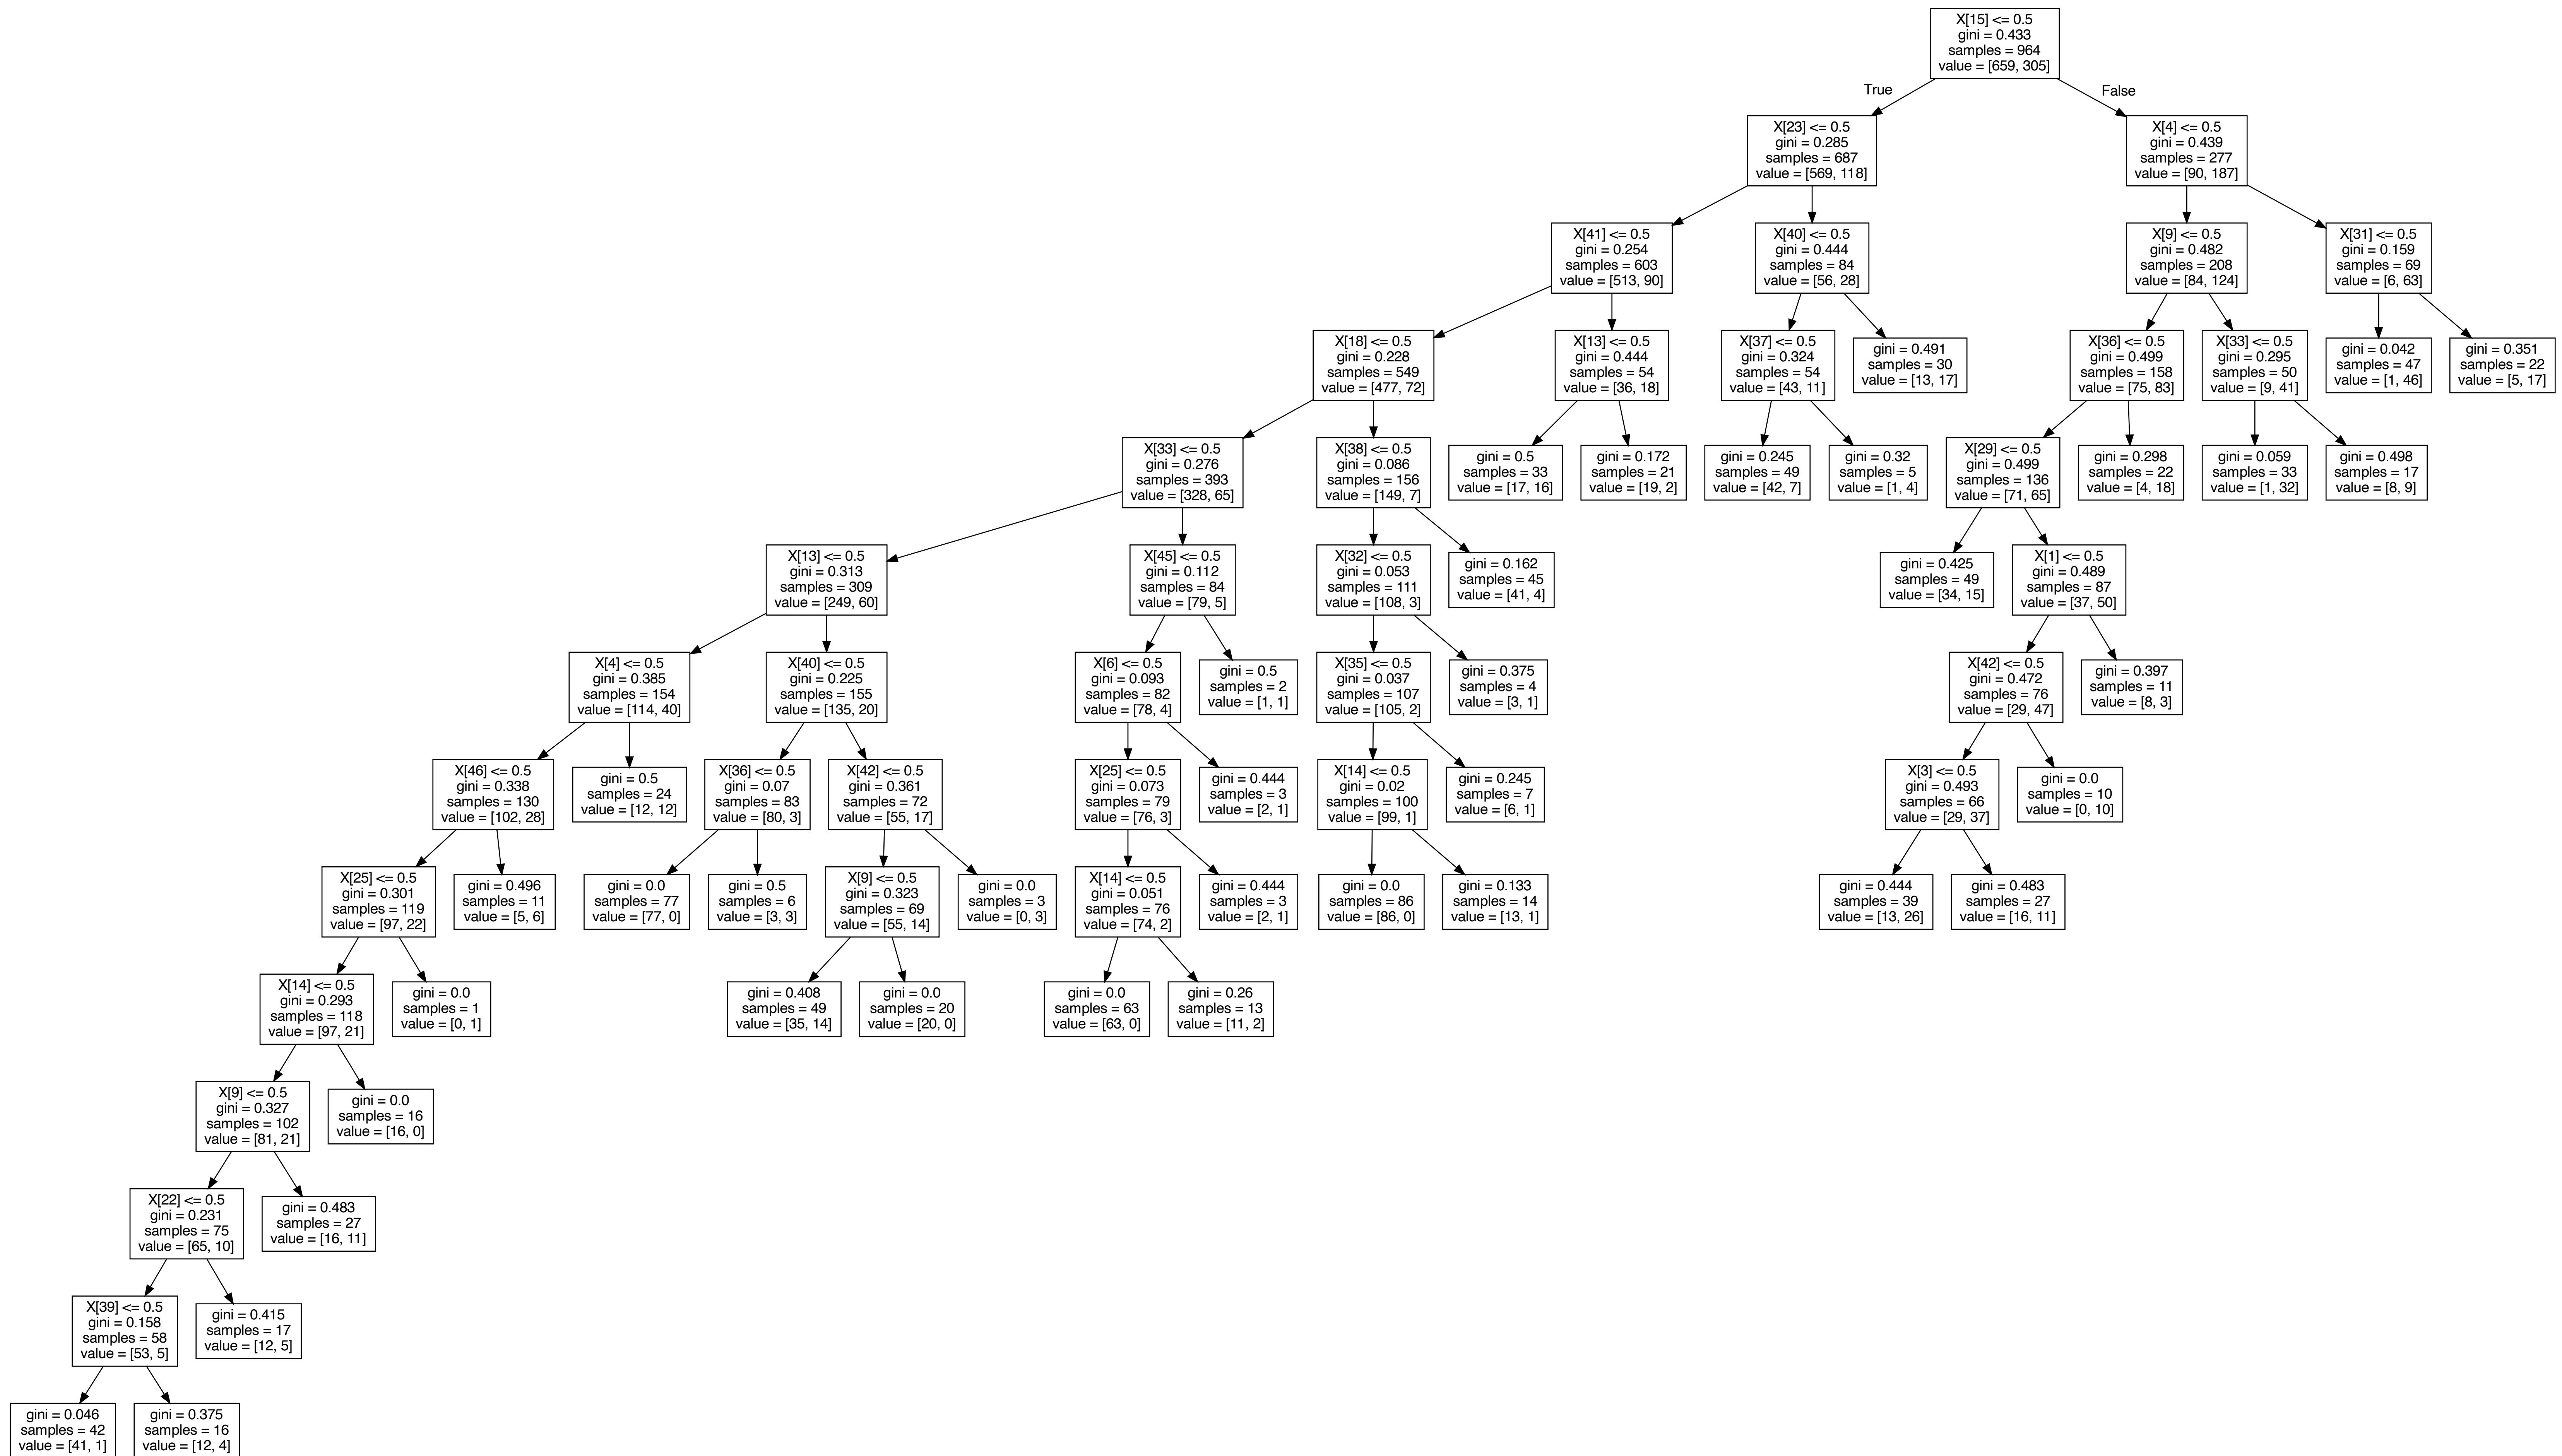 X[15] <= 0.5
gini = 0.433
samples = 964
value = [659, 305]
True
False
X[23] <= 0.5
gini = 0.285
samples = 687
value = [569, 118]
X[4] <= 0.5
gini = 0.439
samples = 277
value = [90, 187]
X[41] <= 0.5
gini = 0.254
samples = 603
value = [513, 90]
X[40] <= 0.5
gini = 0.444
samples = 84
value = [56, 28]
X[9] <= 0.5
gini = 0.482
samples = 208
value = [84, 124]
X[31] <= 0.5
gini = 0.159
samples = 69
value = [6, 63]
X[18] <= 0.5
gini = 0.228
samples = 549
value = [477, 72]
X[13] <= 0.5
gini = 0.444
samples = 54
value = [36, 18]
X[37] <= 0.5
gini = 0.324
samples = 54
value = [43, 11]
gini = 0.491
samples = 30
value = [13, 17]
X[36] <= 0.5
gini = 0.499
samples = 158
value = [75, 83]
X[33] <= 0.5
gini = 0.295
samples = 50
value = [9, 41]
gini = 0.042
samples = 47
value = [1, 46]
gini = 0.351
samples = 22
value = [5, 17]
X[33] <= 0.5
gini = 0.276
samples = 393
value = [328, 65]
X[38] <= 0.5
gini = 0.086
samples = 156
value = [149, 7]
gini = 0.5
samples = 33
value = [17, 16]
gini = 0.172
samples = 21
value = [19, 2]
gini = 0.245
samples = 49
value = [42, 7]
gini = 0.32
samples = 5
value = [1, 4]
X[29] <= 0.5
gini = 0.499
samples = 136
value = [71, 65]
gini = 0.298
samples = 22
value = [4, 18]
gini = 0.059
samples = 33
value = [1, 32]
gini = 0.498
samples = 17
value = [8, 9]
X[13] <= 0.5
gini = 0.313
samples = 309
value = [249, 60]
X[45] <= 0.5
gini = 0.112
samples = 84
value = [79, 5]
X[32] <= 0.5
gini = 0.053
samples = 111
value = [108, 3]
gini = 0.162
samples = 45
value = [41, 4]
gini = 0.425
samples = 49
value = [34, 15]
X[1] <= 0.5
gini = 0.489
samples = 87
value = [37, 50]
X[4] <= 0.5
gini = 0.385
samples = 154
value = [114, 40]
X[40] <= 0.5
gini = 0.225
samples = 155
value = [135, 20]
X[6] <= 0.5
gini = 0.093
samples = 82
value = [78, 4]
gini = 0.5
samples = 2
value = [1, 1]
X[35] <= 0.5
gini = 0.037
samples = 107
value = [105, 2]
gini = 0.375
samples = 4
value = [3, 1]
X[42] <= 0.5
gini = 0.472
samples = 76
value = [29, 47]
gini = 0.397
samples = 11
value = [8, 3]
X[46] <= 0.5
gini = 0.338
samples = 130
value = [102, 28]
gini = 0.5
samples = 24
value = [12, 12]
X[36] <= 0.5
gini = 0.07
samples = 83
value = [80, 3]
X[42] <= 0.5
gini = 0.361
samples = 72
value = [55, 17]
X[25] <= 0.5
gini = 0.073
samples = 79
value = [76, 3]
gini = 0.444
samples = 3
value = [2, 1]
X[14] <= 0.5
gini = 0.02
samples = 100
value = [99, 1]
gini = 0.245
samples = 7
value = [6, 1]
X[3] <= 0.5
gini = 0.493
samples = 66
value = [29, 37]
gini = 0.0
samples = 10
value = [0, 10]
X[25] <= 0.5
gini = 0.301
samples = 119
value = [97, 22]
gini = 0.496
samples = 11
value = [5, 6]
gini = 0.0
samples = 77
value = [77, 0]
gini = 0.5
samples = 6
value = [3, 3]
X[9] <= 0.5
gini = 0.323
samples = 69
value = [55, 14]
gini = 0.0
samples = 3
value = [0, 3]
X[14] <= 0.5
gini = 0.051
samples = 76
value = [74, 2]
gini = 0.444
samples = 3
value = [2, 1]
gini = 0.0
samples = 86
value = [86, 0]
gini = 0.133
samples = 14
value = [13, 1]
gini = 0.444
samples = 39
value = [13, 26]
gini = 0.483
samples = 27
value = [16, 11]
X[14] <= 0.5
gini = 0.293
samples = 118
value = [97, 21]
gini = 0.0
samples = 1
value = [0, 1]
gini = 0.408
samples = 49
value = [35, 14]
gini = 0.0
samples = 20
value = [20, 0]
gini = 0.0
samples = 63
value = [63, 0]
gini = 0.26
samples = 13
value = [11, 2]
X[9] <= 0.5
gini = 0.327
samples = 102
value = [81, 21]
gini = 0.0
samples = 16
value = [16, 0]
X[22] <= 0.5
gini = 0.231
samples = 75
value = [65, 10]
gini = 0.483
samples = 27
value = [16, 11]
X[39] <= 0.5
gini = 0.158
samples = 58
value = [53, 5]
gini = 0.415
samples = 17
value = [12, 5]
gini = 0.046
samples = 42
value = [41, 1]
gini = 0.375
samples = 16
value = [12, 4]